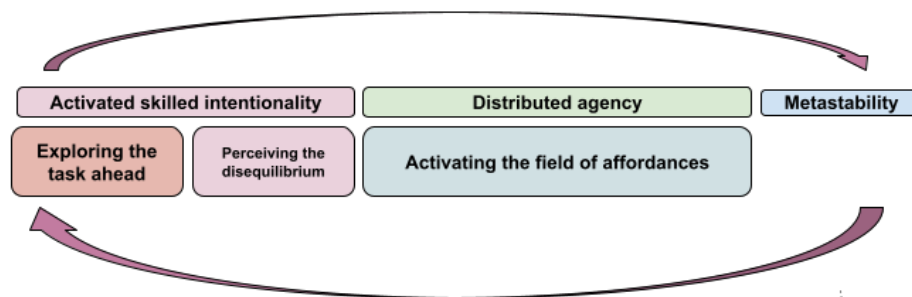 Activated skilled intentionality
Distributed agency
Metastability
Exploring the
task ahead
Perceiving the
disequilibrium
Activating the field of affordances